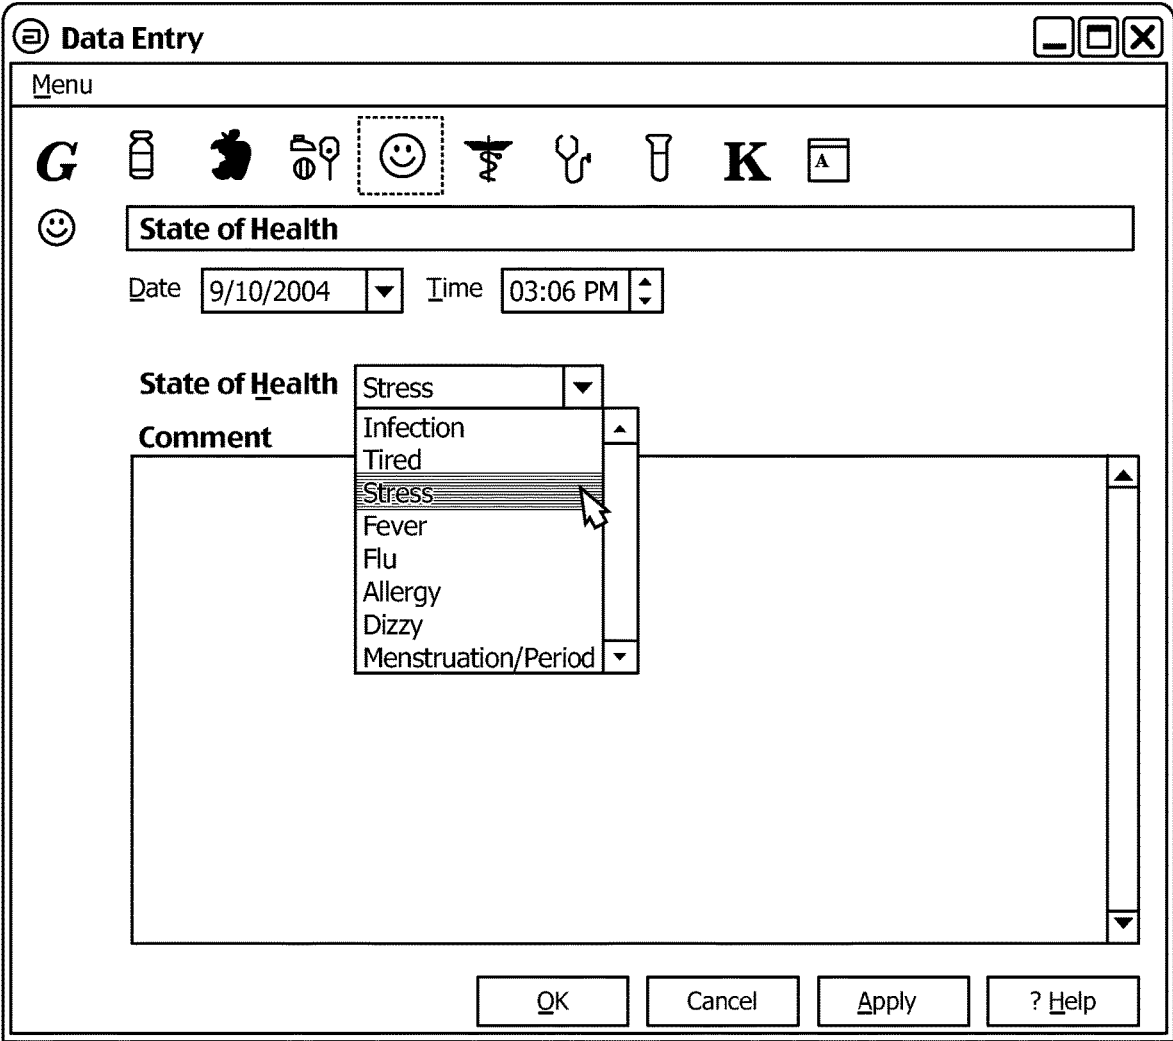 Data Entry
Menu
G K A
State of Health
Date 9/10/2004 Time 03:06 PM
State of Health Stress
Infection
Comment
Tired
Stress
Fever
Flu
Allergy
Dizzy
Menstruation/Period
OK Cancel Apply ? Help